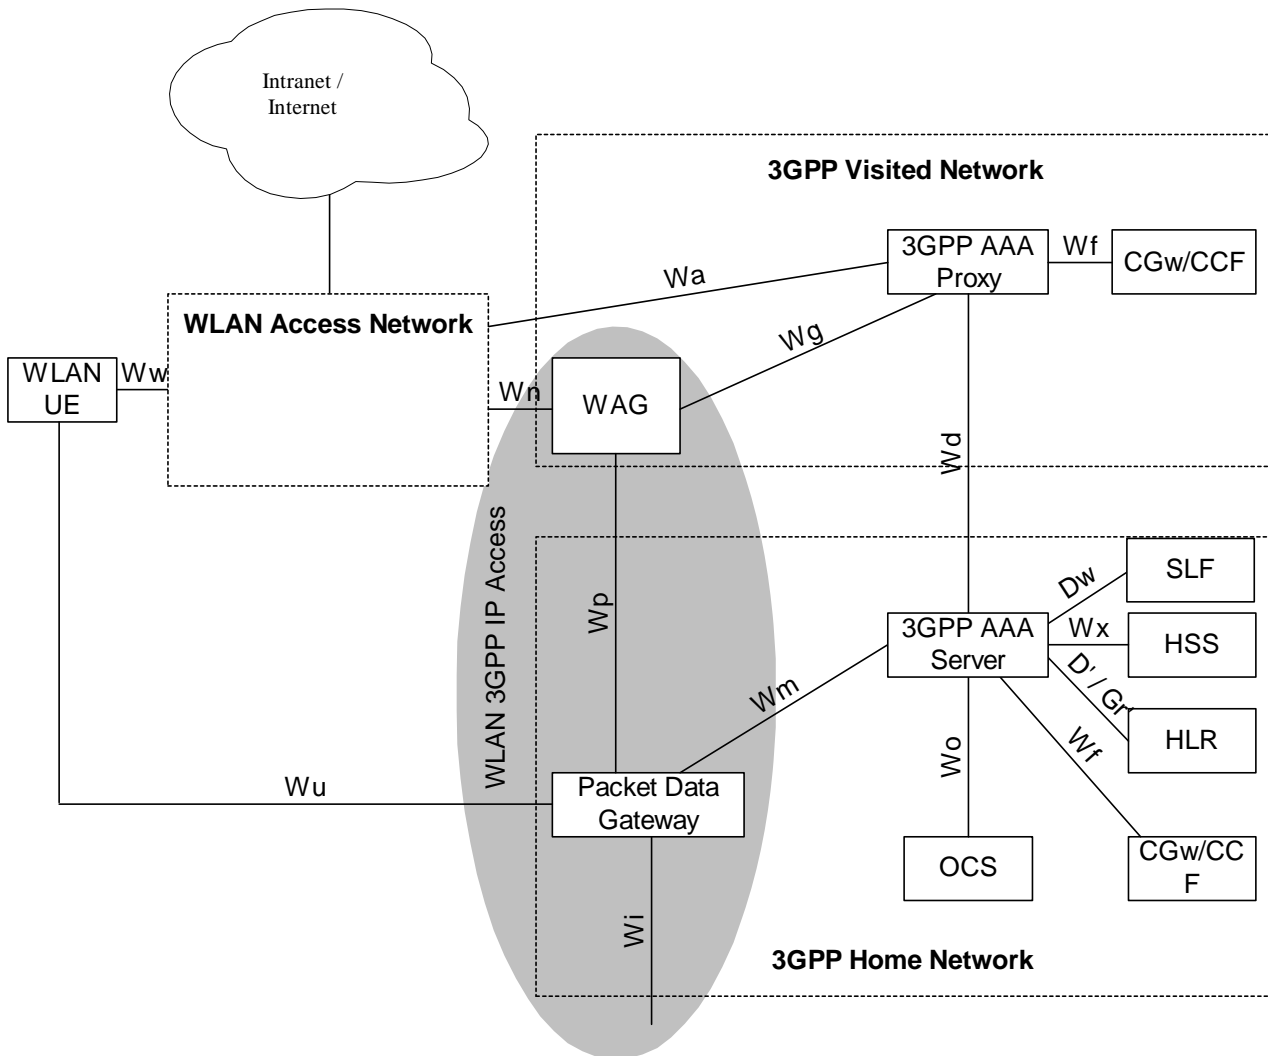 Intranet /
Internet
3GPP Visited Network
3GPP AAA
Proxy
Wf
CGw/CCF
Wa
WLAN Access Network
Wg
WLAN
UE
Ww
Wn
WAG
Wd
WLAN 3GPP IP Access
SLF
Dw
Wp
3GPP AAA
Server
Wx
HSS
D' / Gr'
Wm
HLR
Wo
Wf
Wu
Packet Data
Gateway
OCS
CGw/CC
F
Wi
3GPP Home Network